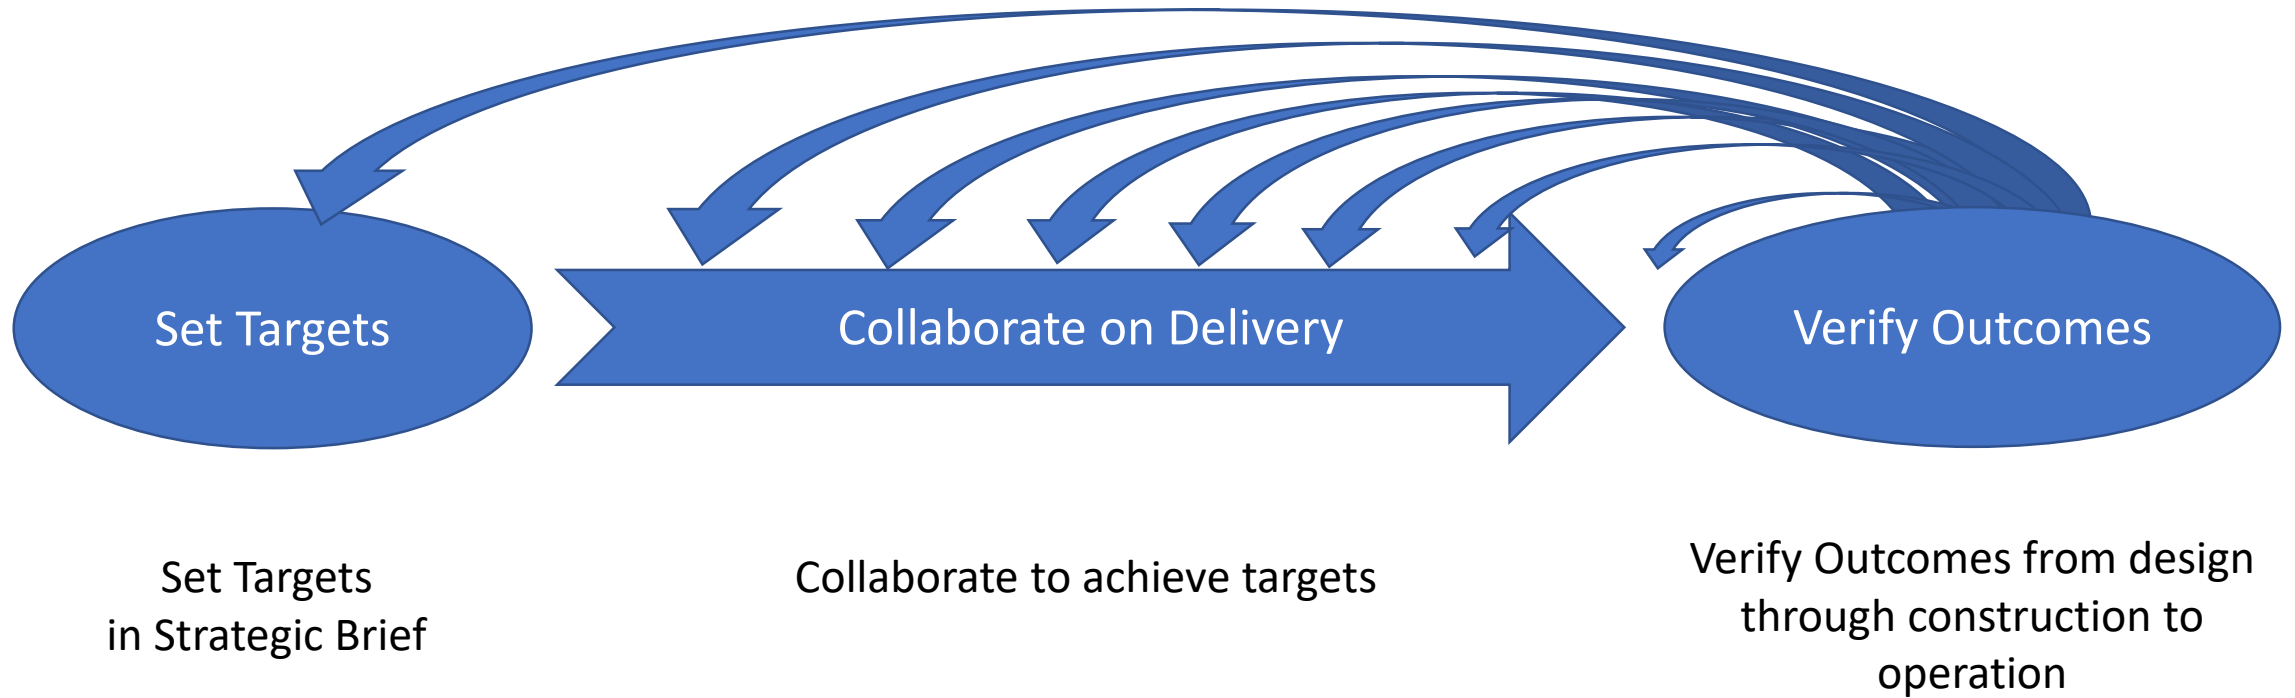 Set Targets
Collaborate on Delivery
Verify Outcomes
Set Targets
in Strategic Brief
Collaborate to achieve targets
Verify Outcomes from design
through construction to
operation